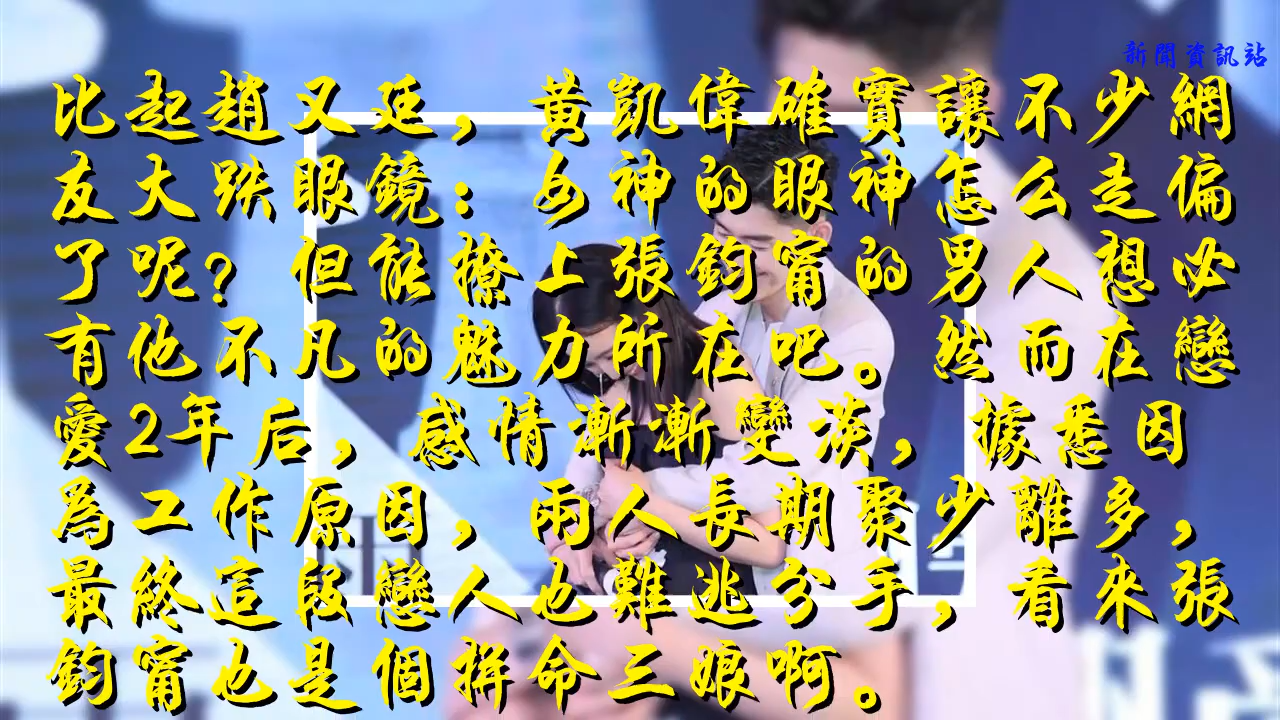 新聞資訊站
比起趙又廷，黃凱偉確實讓不少網
友大跌眼鏡：女神的眼神怎么走偏
了呢？但能撩上張鈞甯的男人想必
有他不凡的魅力所在吧。然而在戀
愛2年后，感情漸漸變淡，據悉因
為工作原因，兩人長期聚少離多，
最終這段戀人也難逃分手，看來張
鈞甯也是個拼命三娘啊。